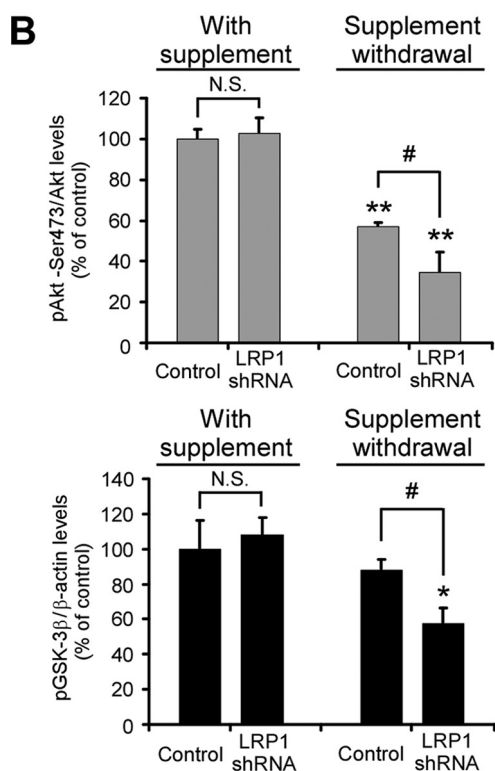 B
With
supplement
Supplement
withdrawal
N.S.
#
**
**
pAkt -Ser473/Akt levels
(% of control)
120
100
80
60
40
20
0
Control
LRP1
shRNA
Control
LRP1
shRNA
With
supplement
Supplement
withdrawal
N.S.
#
*
pGSK-3β/β-actin levels
(% of control)
140
120
100
80
60
40
20
0
Control
LRP1
shRNA
Control
LRP1
shRNA